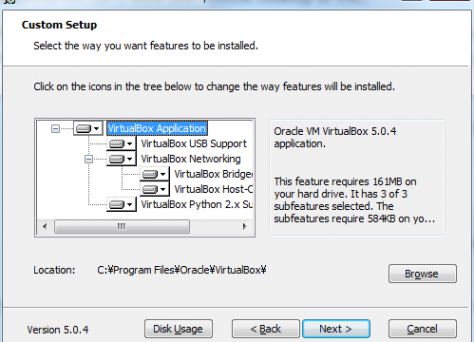 Custom Setup
Select the way you want features to be installed.
Click on the icons in the tree below to change the way features will be installed.
VirtualBox Application
VirtualBox USB Support
VirtualBox Networking
VirtualBox Bridge
VirtualBox Host-C
VirtualBox Python 2.x Su
Oracle VM VirtualBox 5.0.4
application.
This feature requires 161MB on
your hard drive. It has 3 of 3
subfeatures selected. The
subfeatures require 584KB on yo...
Location: C:¥Program Files¥Oracle¥VirtualBox¥
Browse
Version 5.0.4
Disk Usage
< Back
Next >
Cancel